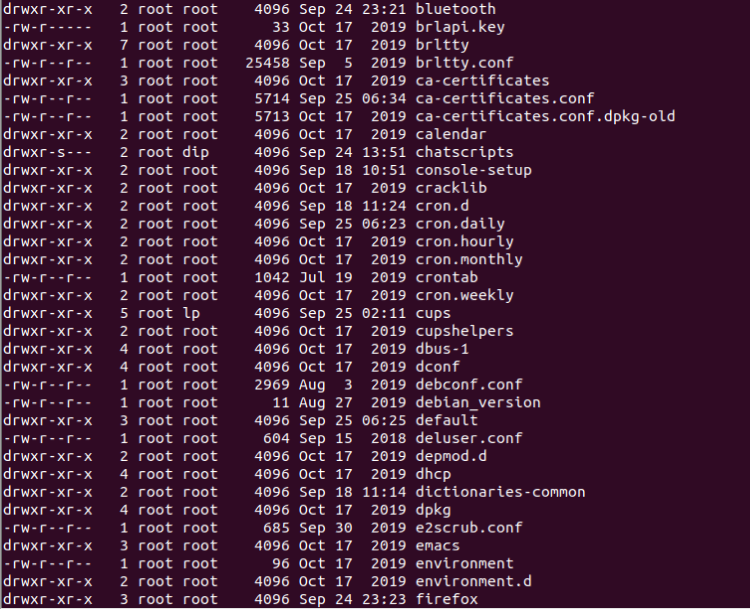 drwxr-xr-x   2 root root    4096 Sep 24 23:21 bluetooth
-rw-r-----   1 root root      33 Oct 17  2019 brlapi.key
drwxr-xr-x   7 root root    4096 Oct 17  2019 brltty
-rw-r--r--   1 root root   25458 Sep  5  2019 brltty.conf
drwxr-xr-x   3 root root    4096 Oct 17  2019 ca-certificates
-rw-r--r--   1 root root    5714 Sep 25 06:34 ca-certificates.conf
-rw-r--r--   1 root root    5713 Oct 17  2019 ca-certificates.conf.dpkg-old
drwxr-xr-x   2 root root    4096 Oct 17  2019 calendar
drwxr-s---   2 root dip     4096 Sep 24 13:51 chatscripts
drwxr-xr-x   2 root root    4096 Sep 18 10:51 console-setup
drwxr-xr-x   2 root root    4096 Oct 17  2019 cracklib
drwxr-xr-x   2 root root    4096 Sep 18 11:24 cron.d
drwxr-xr-x   2 root root    4096 Sep 25 06:23 cron.daily
drwxr-xr-x   2 root root    4096 Oct 17  2019 cron.hourly
drwxr-xr-x   2 root root    4096 Oct 17  2019 cron.monthly
-rw-r--r--   1 root root    1042 Jul 19  2019 crontab
drwxr-xr-x   2 root root    4096 Oct 17  2019 cron.weekly
drwxr-xr-x   5 root lp      4096 Sep 25 02:11 cups
drwxr-xr-x   2 root root    4096 Oct 17  2019 cupshelpers
drwxr-xr-x   4 root root    4096 Oct 17  2019 dbus-1
drwxr-xr-x   4 root root    4096 Oct 17  2019 dconf
-rw-r--r--   1 root root    2969 Aug  3  2019 debconf.conf
-rw-r--r--   1 root root      11 Aug 27  2019 debian_version
drwxr-xr-x   3 root root    4096 Sep 25 06:25 default
-rw-r--r--   1 root root     604 Sep 15  2018 deluser.conf
drwxr-xr-x   2 root root    4096 Oct 17  2019 depmod.d
drwxr-xr-x   4 root root    4096 Oct 17  2019 dhcp
drwxr-xr-x   2 root root    4096 Sep 18 11:14 dictionaries-common
drwxr-xr-x   4 root root    4096 Oct 17  2019 dpkg
-rw-r--r--   1 root root     685 Sep 30  2019 e2scrub.conf
drwxr-xr-x   3 root root    4096 Oct 17  2019 emacs
-rw-r--r--   1 root root      96 Oct 17  2019 environment
drwxr-xr-x   2 root root    4096 Oct 17  2019 environment.d
drwxr-xr-x   3 root root    4096 Sep 24 23:23 firefox